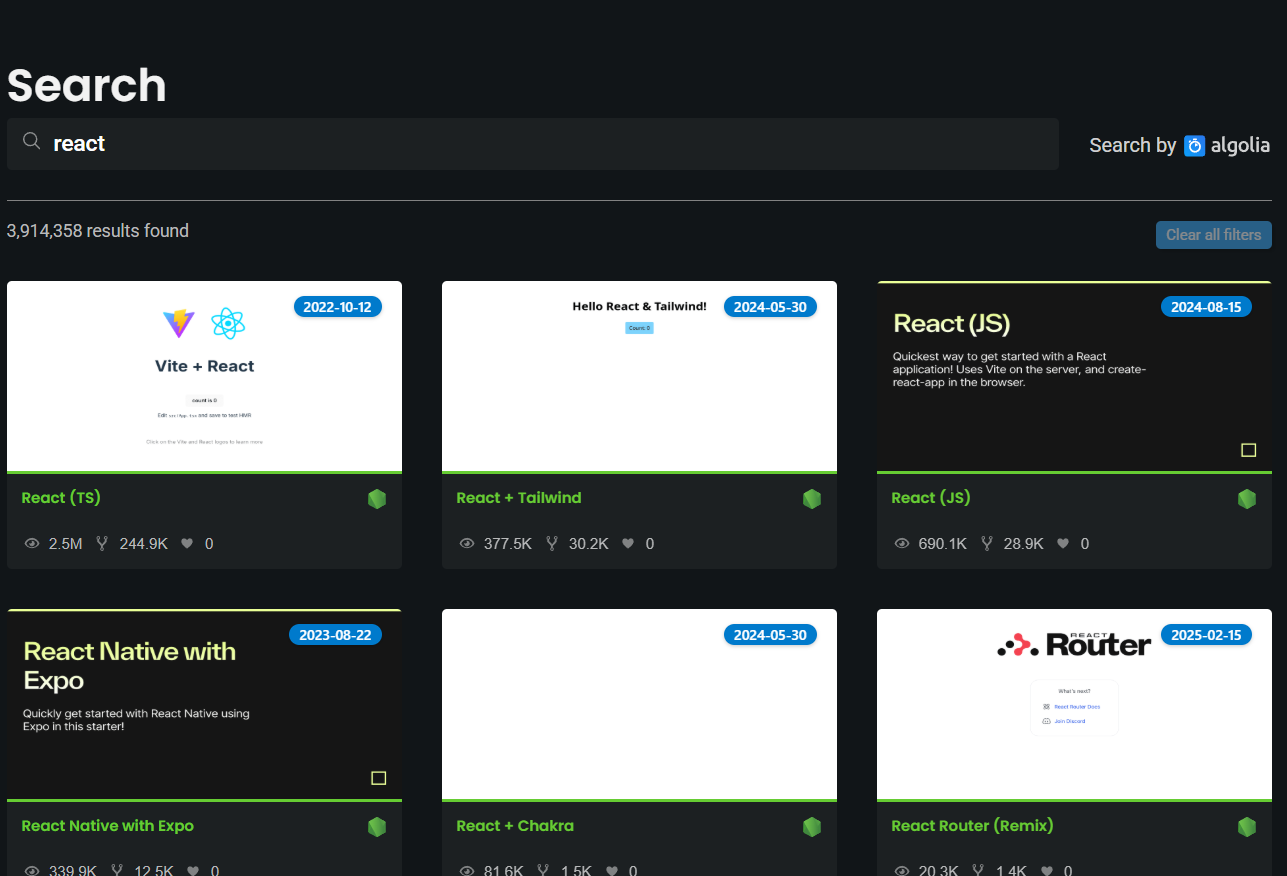 Search
react
Search by algolia
3,914,358 results found
Clear all filters
2022-10-12
Vite + React
count is 0
Edit src/App.tsx and save to test HMR
Click on the Vite and React logos to learn more
React (TS)
2.5M 244.9K 0
Hello React & Tailwind!
2024-05-30
Count: 0
React + Tailwind
377.5K 30.2K 0
2024-08-15
React (JS)
Quickest way to get started with a React
application! Uses Vite on the server, and create-
react-app in the browser.
React (JS)
690.1K 28.9K 0
2023-08-22
React Native with
Expo
Quickly get started with React Native using
Expo in this starter!
React Native with Expo
339.9K 12.5K 0
2024-05-30
React + Chakra
81.6K 1.5K 0
REACT
Router
2025-02-15
What's next?
React Router Docs
Join Discord
React Router (Remix)
20.3K 1.4K 0